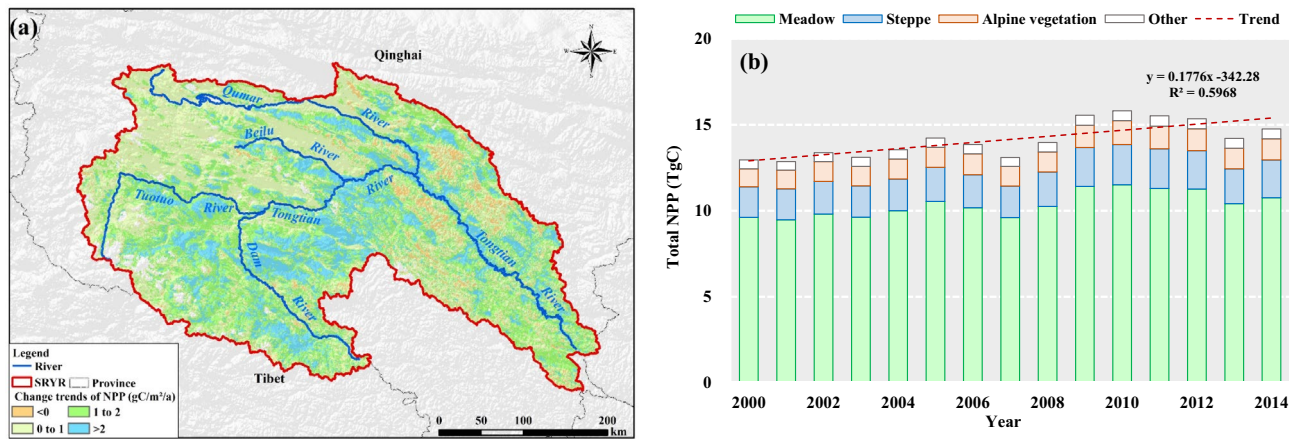 (a)
Qinghai
N
W
E
S
Qumar
River
Beilu
River
River
Tuotuo
River
Tongtian
Dam
River
Tongtian
River
Tibet
Legend
River
SRYR
Province
Change trends of NPP (gC/m³/a)
<0
1 to 2
0 to 1
>2
0 50 100 200
km
Meadow Steppe Alpine vegetation Other Trend
(b)
y = 0.1776x -342.28
R² = 0.5968
Total NPP (TgC)
20
15
10
5
0
2000 2002 2004 2006 2008 2010 2012 2014
Year